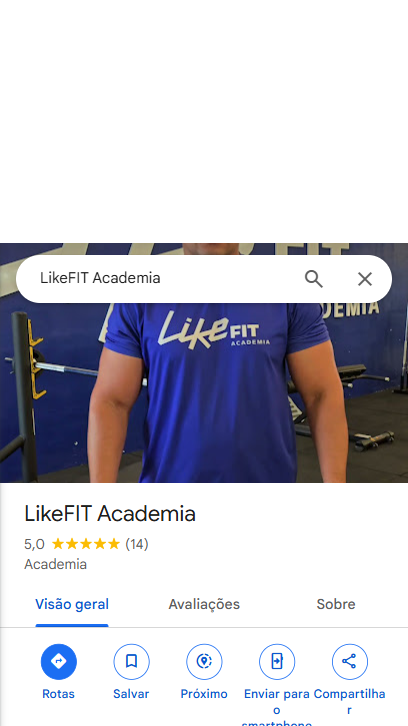 FIT
LikeFIT Academia
DEMIA
Like FIT
ACADEMIA
LikeFIT Academia
5,0 (14)
Academia
Visão geral Avaliações Sobre
Rotas Salvar Próximo Enviar para Compartilha
o r
smartphone